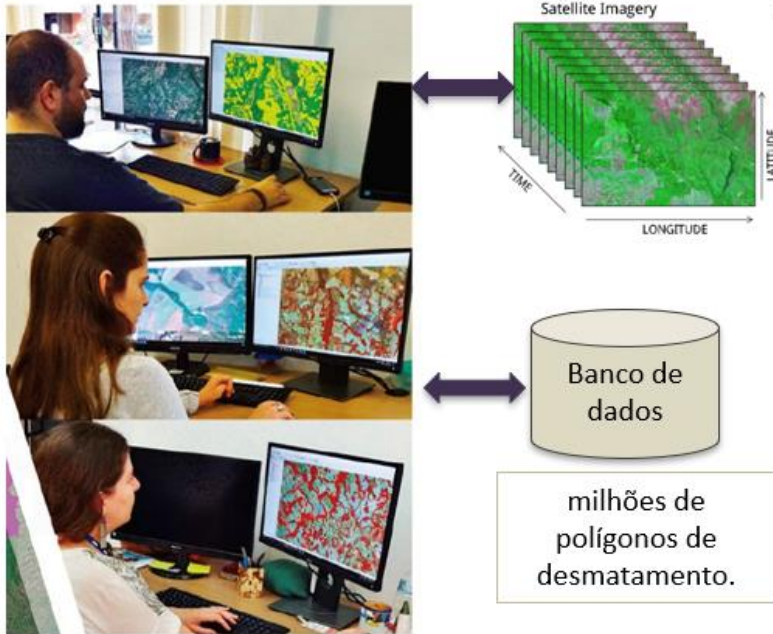 Satellite Imagery
TIME
LATITUDE
LONGITUDE
Banco de
dados
milhões de
polígonos de
desmatamento.